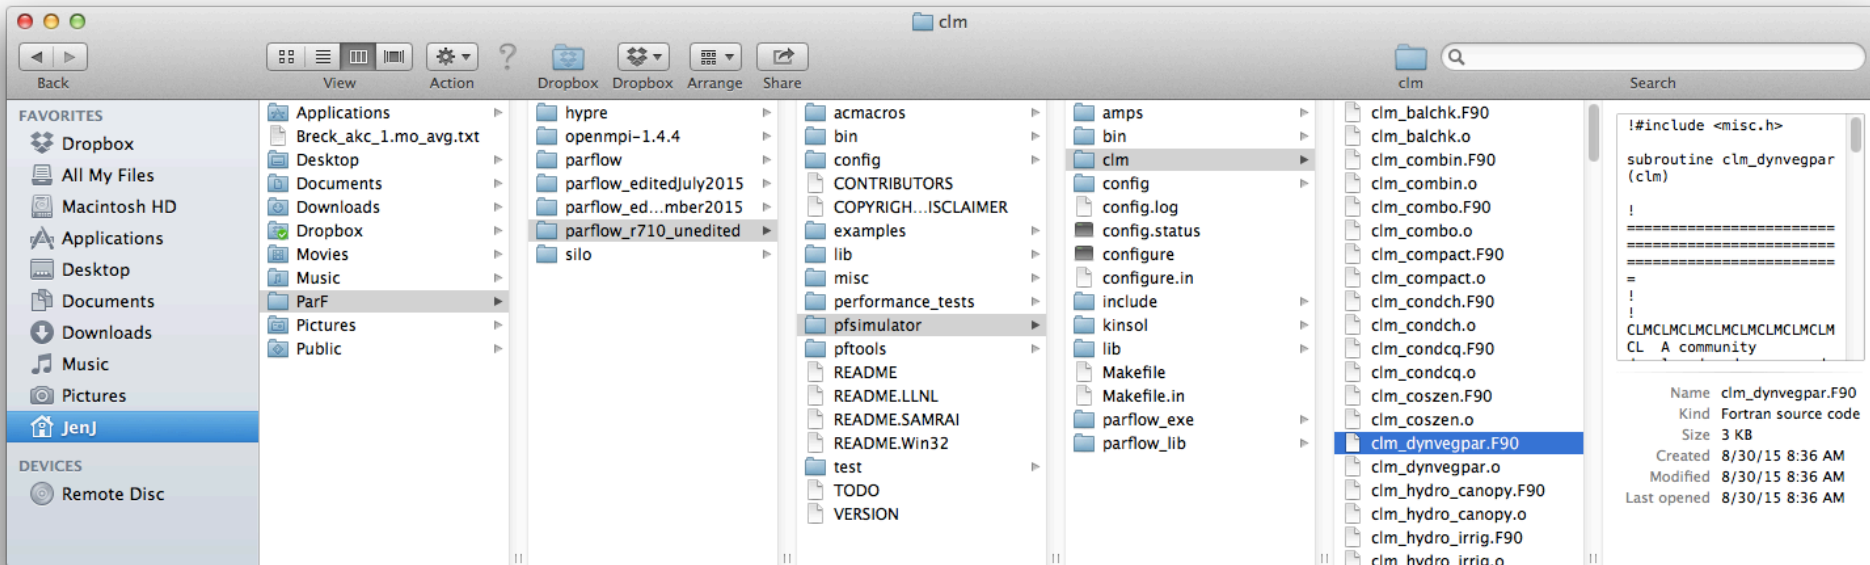 clm
Back
View
Action
Dropbox
Dropbox
Arrange
Share
clm
Search
FAVORITES
Dropbox
All My Files
Macintosh HD
Applications
Desktop
Documents
Downloads
Music
Pictures
JenJ
DEVICES
Remote Disc
Applications
Breck_akc_1.mo_avg.txt
Desktop
Documents
Downloads
Dropbox
Movies
Music
ParF
Pictures
Public
hypre
openmpi-1.4.4
parflow
parflow_editedJuly2015
parflow_ed...mber2015
parflow_r710_unedited
silo
acmacros
bin
config
CONTRIBUTORS
COPYRIGH...ISCLAIMER
examples
lib
misc
performance_tests
pfsimulator
pftools
README
README.LLNL
README.SAMRAI
README.Win32
test
TODO
VERSION
amps
bin
clm
config
config.log
config.status
configure
configure.in
include
kinsol
lib
Makefile
Makefile.in
parflow_exe
parflow_lib
clm_balchk.F90
clm_balchk.o
clm_combin.F90
clm_combin.o
clm_combo.F90
clm_combo.o
clm_compact.F90
clm_compact.o
clm_condch.F90
clm_condch.o
clm_condcq.F90
clm_condcq.o
clm_coszen.F90
clm_coszen.o
clm_dynvegpar.F90
clm_dynvegpar.o
clm_hydro_canopy.F90
clm_hydro_canopy.o
clm_hydro_irrig.F90
clm_hydro_irrig.o
!#include <misc.h>
subroutine clm_dynvegpar
(clm)
!
========================
========================
========================
=
!
!
CLMCLMCLMCLMCLMCLMCLMCLM
CL  A community
Name clm_dynvegpar.F90
Kind Fortran source code
Size 3 KB
Created 8/30/15 8:36 AM
Modified 8/30/15 8:36 AM
Last opened 8/30/15 8:36 AM